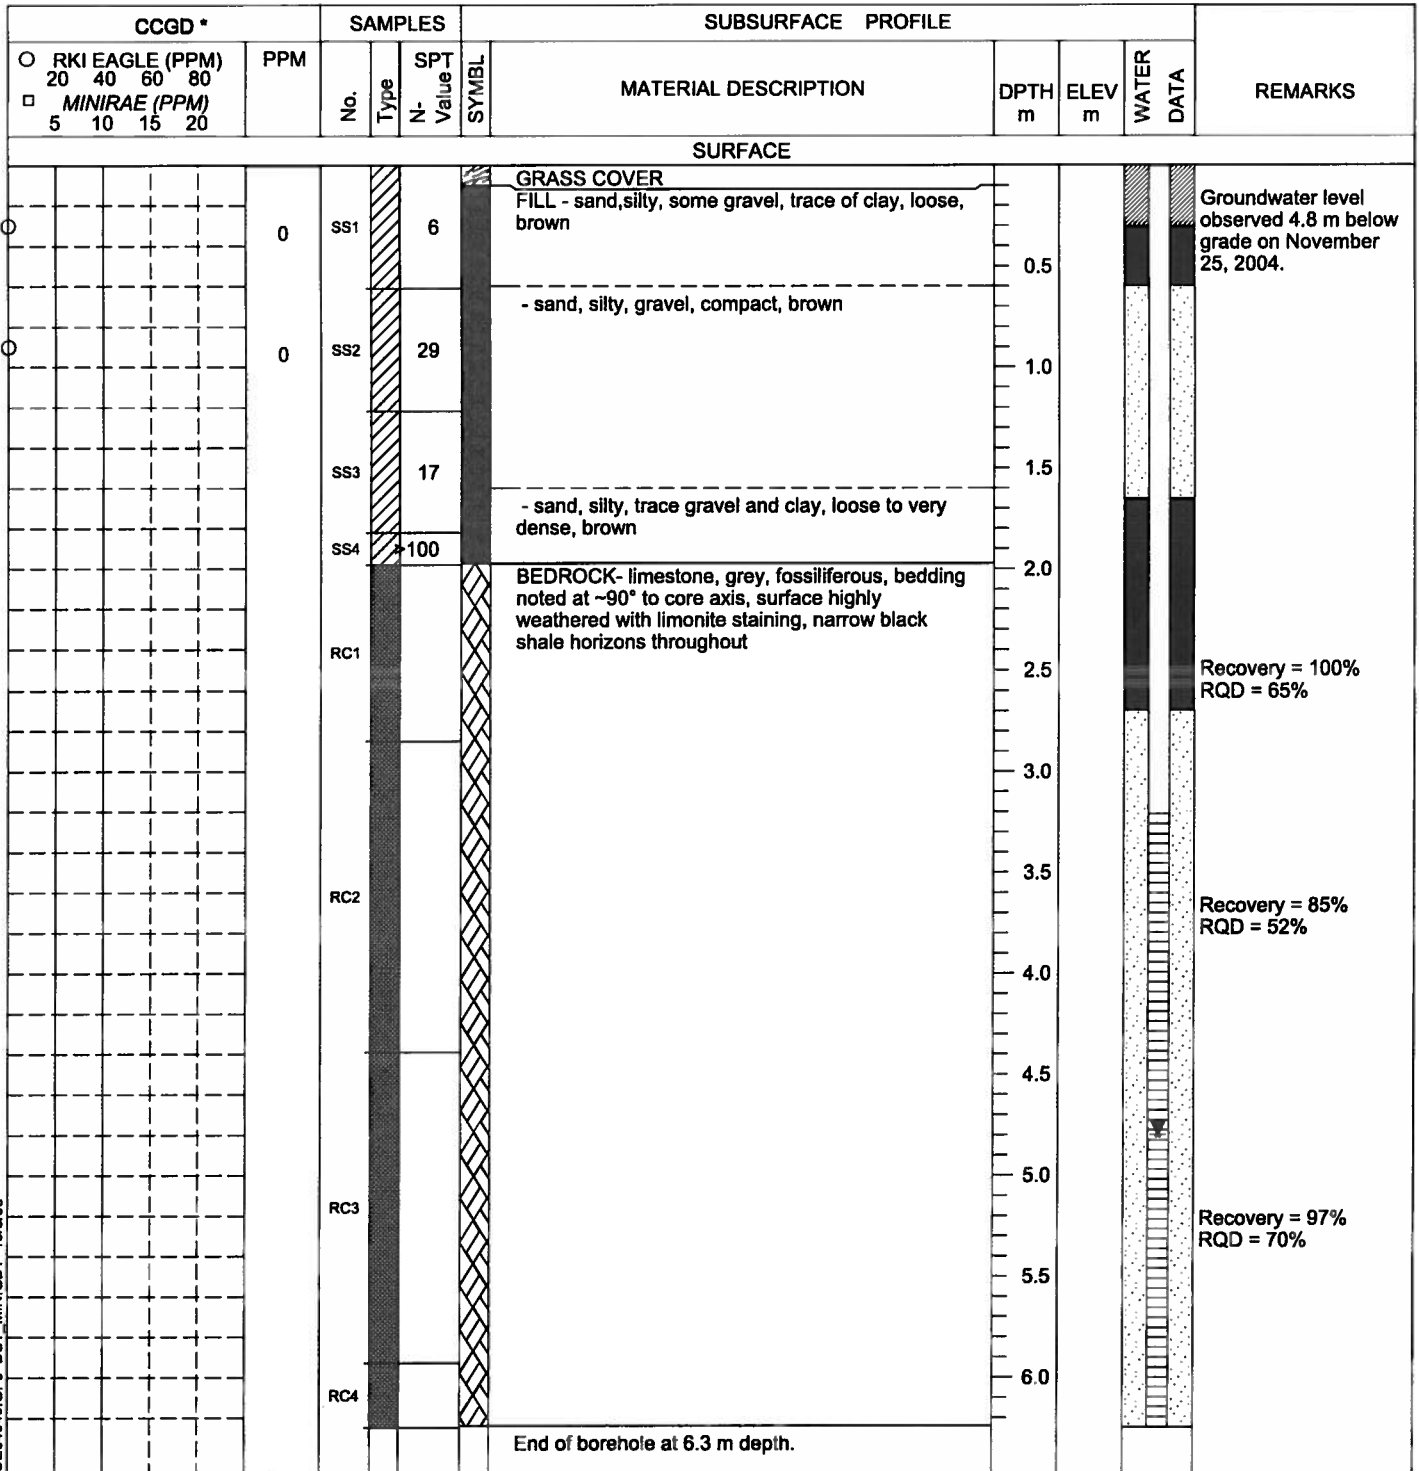 CCGD *
SAMPLES
SUBSURFACE PROFILE
RKI EAGLE (PPM)
20 40 60 80
MINIRAE (PPM)
5 10 15 20
PPM
No.
Type
SPT
N-
Value
SYMBL
MATERIAL DESCRIPTION
DPTH
m
ELEV
m
WATER
DATA
REMARKS
SURFACE
GRASS COVER
FILL - sand,silty, some gravel, trace of clay, loose,
brown
0
SS1
6
0.5
Groundwater level
observed 4.8 m below
grade on November
25, 2004.
- sand, silty, gravel, compact, brown
0
SS2
29
1.0
SS3
17
1.5
- sand, silty, trace gravel and clay, loose to very
dense, brown
SS4
>100
2.0
BEDROCK- limestone, grey, fossiliferous, bedding
noted at ~90° to core axis, surface highly
weathered with limonite staining, narrow black
shale horizons throughout
RC1
2.5
Recovery = 100%
RQD = 65%
3.0
3.5
RC2
Recovery = 85%
RQD = 52%
4.0
4.5
5.0
RC3
Recovery = 97%
RQD = 70%
5.5
6.0
RC4
End of borehole at 6.3 m depth.